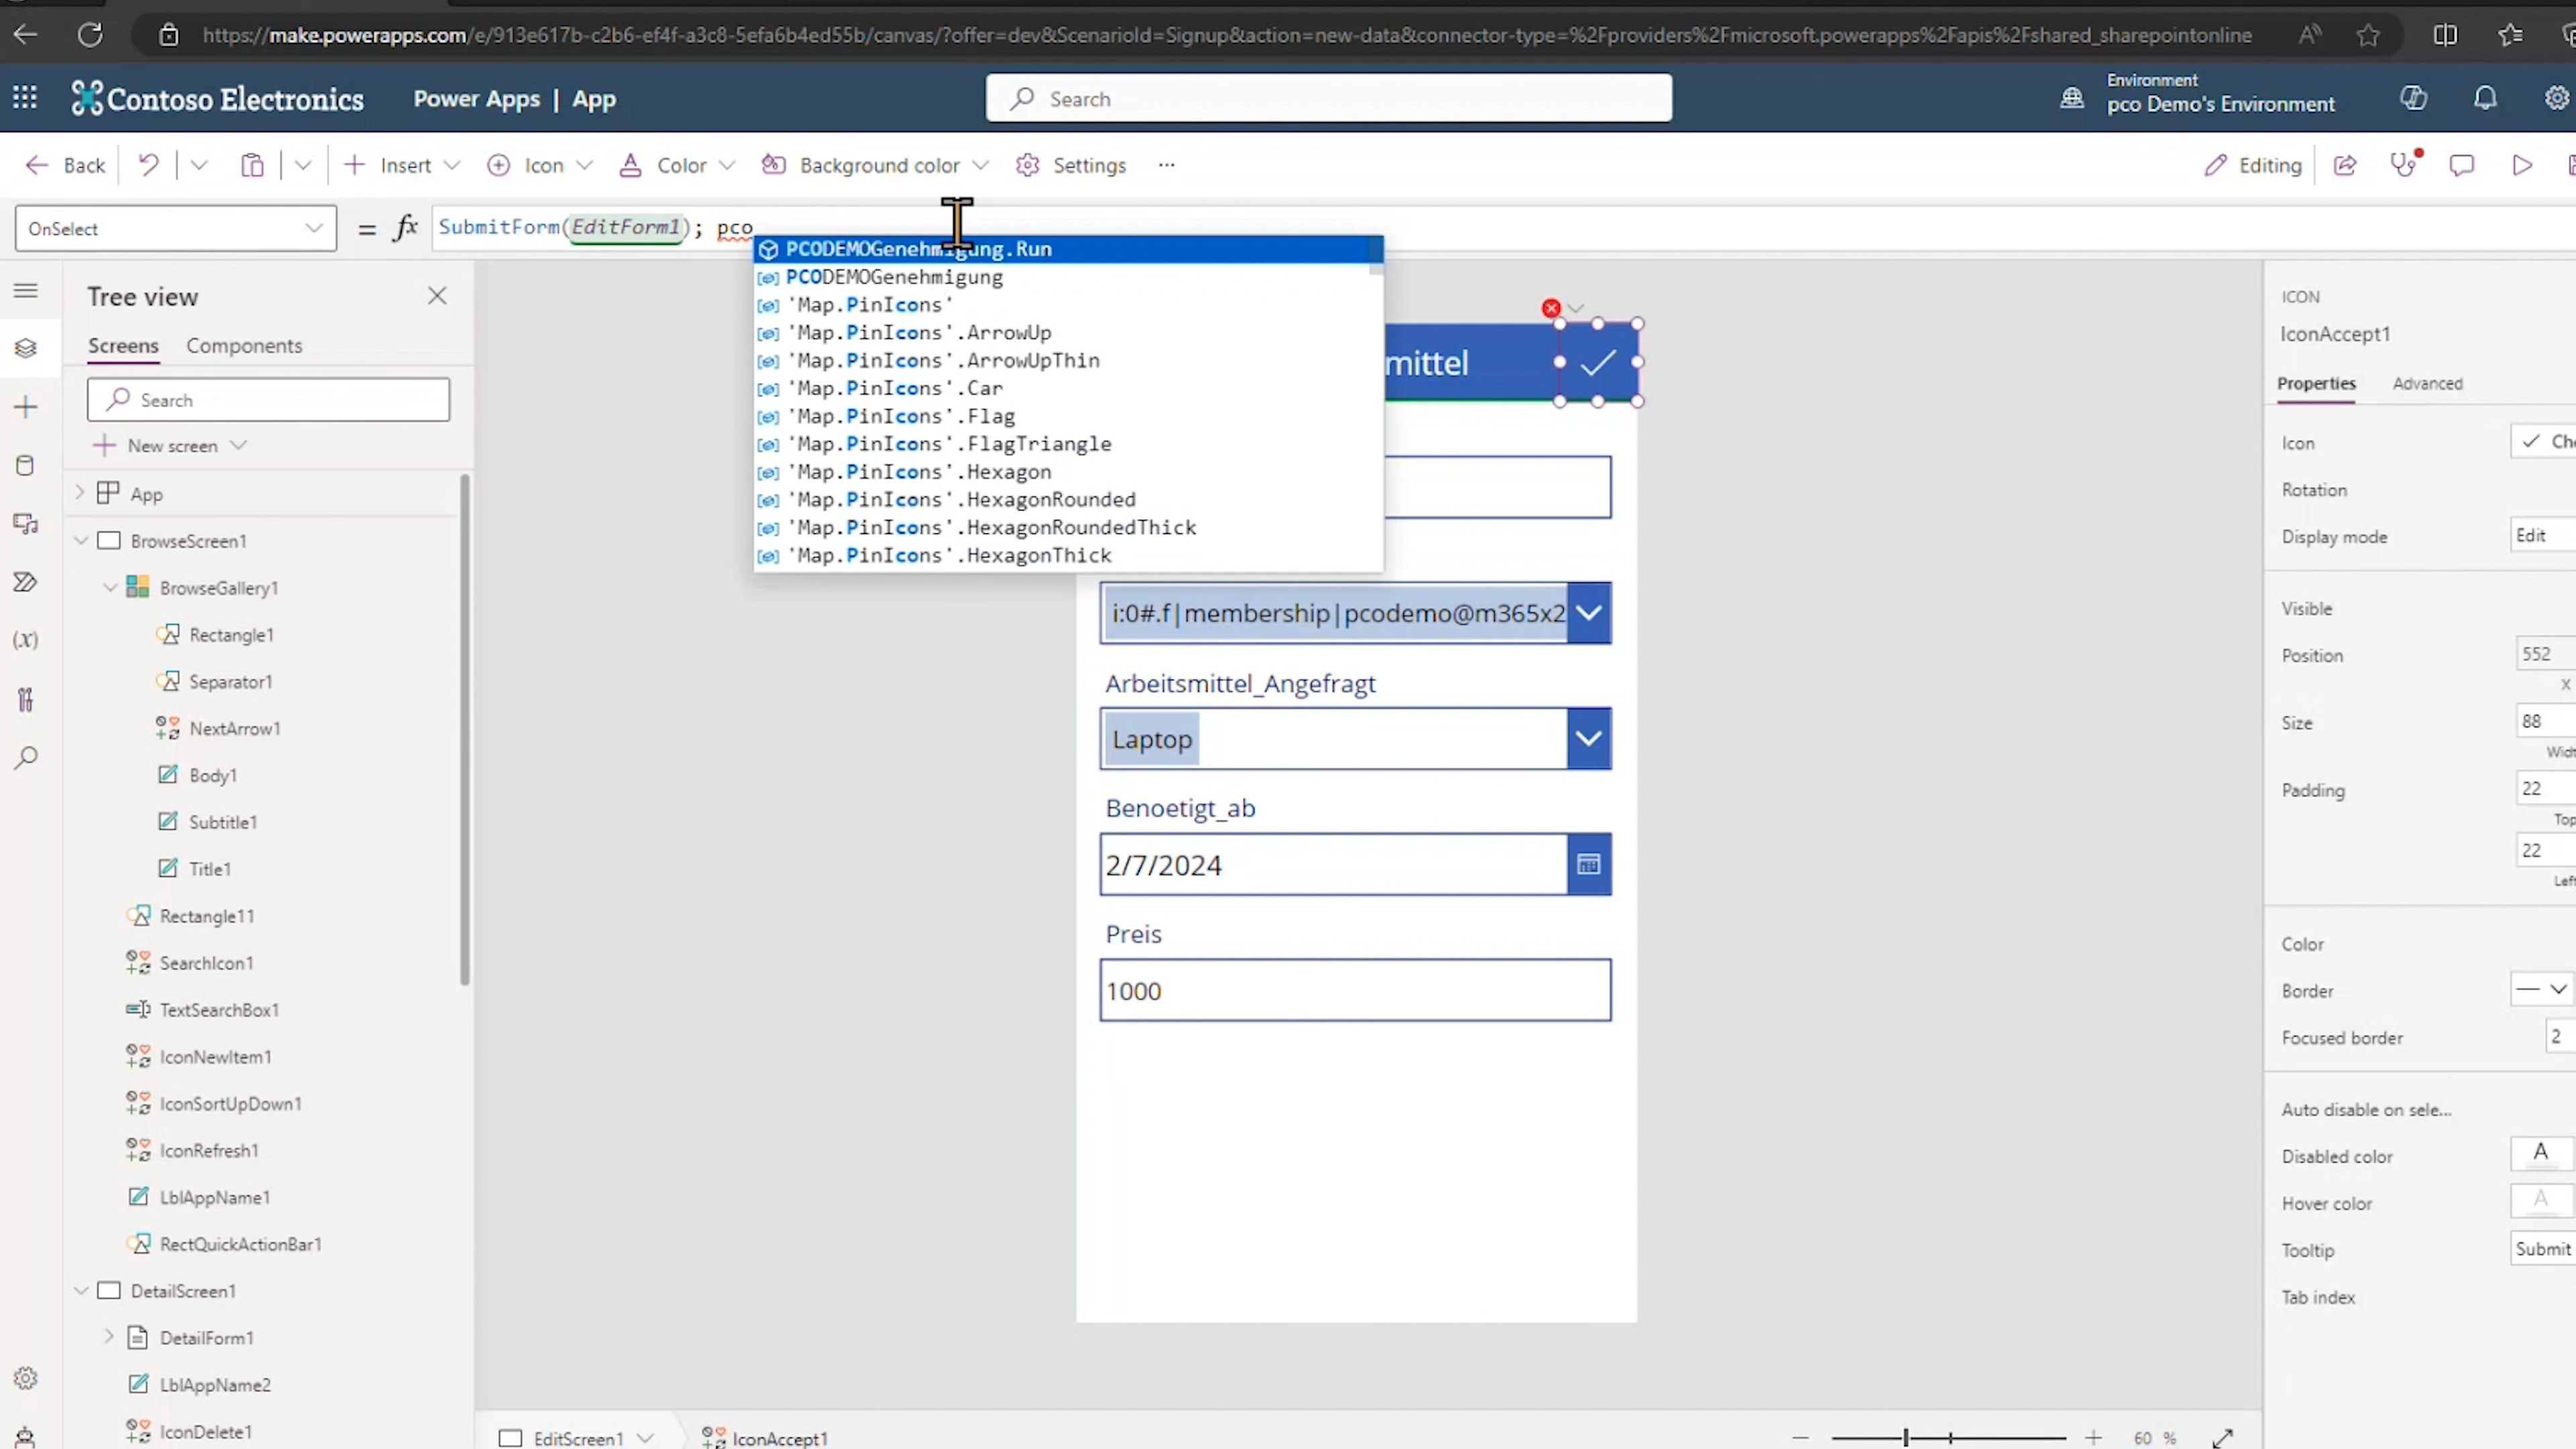 https://make.powerapps.com/e/913e617b-c2b6-ef4f-a3c8-5efa6b4ed55b/canvas/?offer=dev&ScenarioId=Signup&action=new-data&connector-type=%2Fproviders%2Fmicrosoft.powerapps%2Fapis%2Fshared_sharepointonline
Contoso Electronics
Power Apps | App
Search
Environment
pco Demo's Environment
Back
Insert
Icon
Color
Background color
Settings
...
Editing
OnSelect
= fx
SubmitForm(EditForm1); pco
PCODEMOGenehmigung.Run
PCODEMOGenehmigung
'Map.PinIcons'
'Map.PinIcons'.ArrowUp
'Map.PinIcons'.ArrowUpThin
'Map.PinIcons'.Car
'Map.PinIcons'.Flag
'Map.PinIcons'.FlagTriangle
'Map.PinIcons'.Hexagon
'Map.PinIcons'.HexagonRounded
'Map.PinIcons'.HexagonRoundedThick
'Map.PinIcons'.HexagonThick
Tree view
Screens
Components
Search
New screen
App
BrowseScreen1
BrowseGallery1
Rectangle1
Separator1
NextArrow1
Body1
Subtitle1
Title1
Rectangle11
SearchIcon1
TextSearchBox1
IconNewItem1
IconSortUpDown1
IconRefresh1
LblAppName1
RectQuickActionBar1
DetailScreen1
DetailForm1
LblAppName2
IconDelete1
mittel
i:0#.f|membership|pcodemo@m365x2
Arbeitsmittel_Angefragt
Laptop
Benoetigt_ab
2/7/2024
Preis
1000
EditScreen1
IconAccept1
60 %
ICON
IconAccept1
Properties
Advanced
Icon
Rotation
Display mode
Edit
Visible
Position
552
X
Size
88
Padding
22
Top
22
Left
Color
Border
Focused border
2
Auto disable on sele...
Disabled color
A
Hover color
A
Tooltip
Submit
Tab index